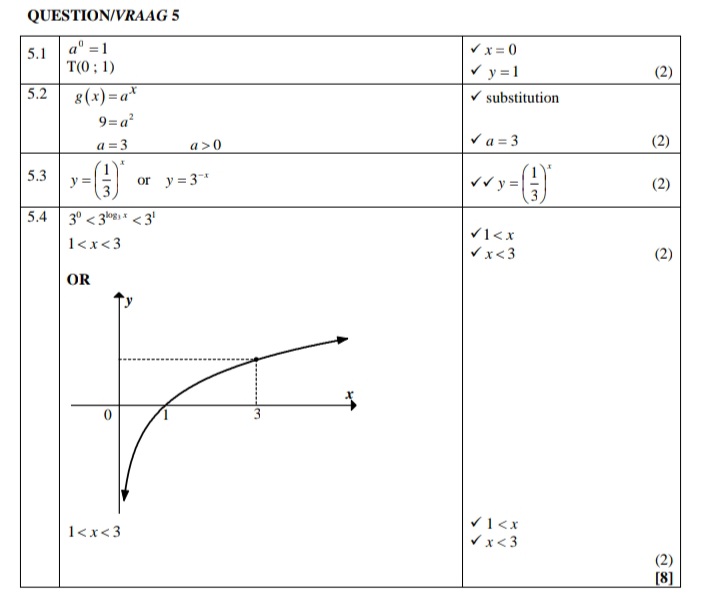 QUESTION/VRAAG 5
5.1 a⁰ = 1 ✓ x = 0
T(0 ; 1) ✓ y = 1 (2)
5.2 g(x) = aˣ ✓ substitution
9 = a²
a = 3 a > 0 ✓ a = 3 (2)
5.3 y = (1/3)ˣ or y = 3⁻ˣ ✓✓ y = (1/3)ˣ (2)
5.4 3⁰ < 3^(log₃ x) < 3¹
1 < x < 3 ✓ 1 < x
✓ x < 3 (2)
OR
y
x
0 1 3
1 < x < 3 ✓ 1 < x
✓ x < 3
(2)
[8]